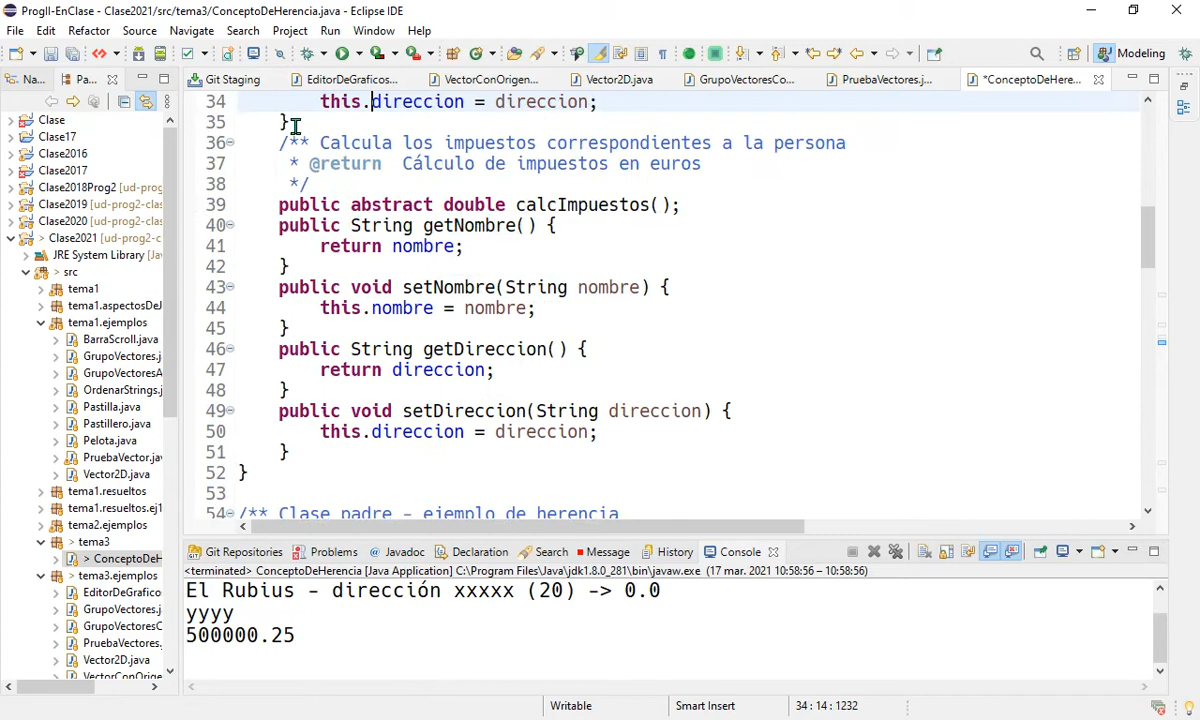 ProgII-EnClase - Clase2021/src/tema3/ConceptoDeHerencia.java - Eclipse IDE
File Edit Refactor Source Navigate Search Project Run Window Help
Modeling
Na... Pa...
Git Staging EditorDeGraficos... VectorConOrigen... Vector2D.java GrupoVectoresCo... PruebaVectores.j... *ConceptoDeHere...
Clase
Clase17
Clase2016
Clase2017
Clase2018Prog2 [ud-prog2-clas
Clase2019 [ud-prog2-clas
Clase2020 [ud-prog2-clas
Clase2021 [ud-prog2-c
JRE System Library [Jav
src
tema1
tema1.aspectosDeJ
tema1.ejemplos
BarraScroll.java
GrupoVectores.j
GrupoVectoresA
OrdenarStrings.j
Pastilla.java
Pastillero.java
Pelota.java
PruebaVector.jav
Vector2D.java
tema1.resueltos
tema1.resueltos.ej1
tema2.ejemplos
tema3
> ConceptoDeH
tema3.ejemplos
EditorDeGrafico
GrupoVectores.j
GrupoVectoresC
PruebaVectores.
Vector2D.java
VectorConOrigen
34 this.direccion = direccion;
35 }
36 /** Calcula los impuestos correspondientes a la persona
37 * @return Cálculo de impuestos en euros
38 */
39 public abstract double calcImpuestos();
40 public String getNombre() {
41 return nombre;
42 }
43 public void setNombre(String nombre) {
44 this.nombre = nombre;
45 }
46 public String getDireccion() {
47 return direccion;
48 }
49 public void setDireccion(String direccion) {
50 this.direccion = direccion;
51 }
52 }
53
54 /** Clase padre - ejemplo de herencia
Git Repositories Problems Javadoc Declaration Search Message History Console
<terminated> ConceptoDeHerencia [Java Application] C:\Program Files\Java\jdk1.8.0_281\bin\javaw.exe (17 mar. 2021 10:58:56 – 10:58:56)
El Rubius - dirección xxxxx (20) -> 0.0
yyyy
500000.25
Writable Smart Insert 34 : 14 : 1232